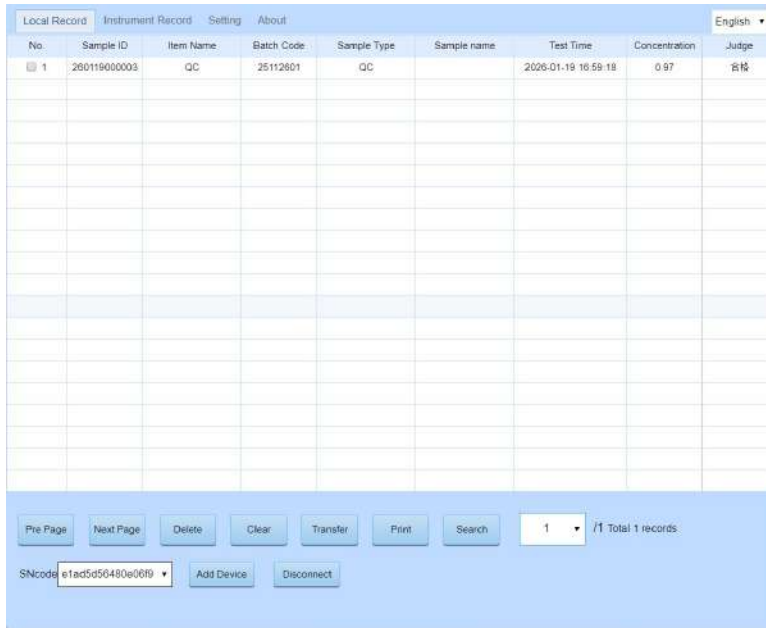 Local Record Instrument Record Setting About English
No. Sample ID Item Name Batch Code Sample Type Sample name Test Time Concentration Judge
1 260119000003 QC 25112601 QC 2026-01-19 16:59:18 0.97 合格
Pre Page Next Page Delete Clear Transfer Print Search 1 /1 Total 1 records
SNcode e1ad5d56480e06f9 Add Device Disconnect